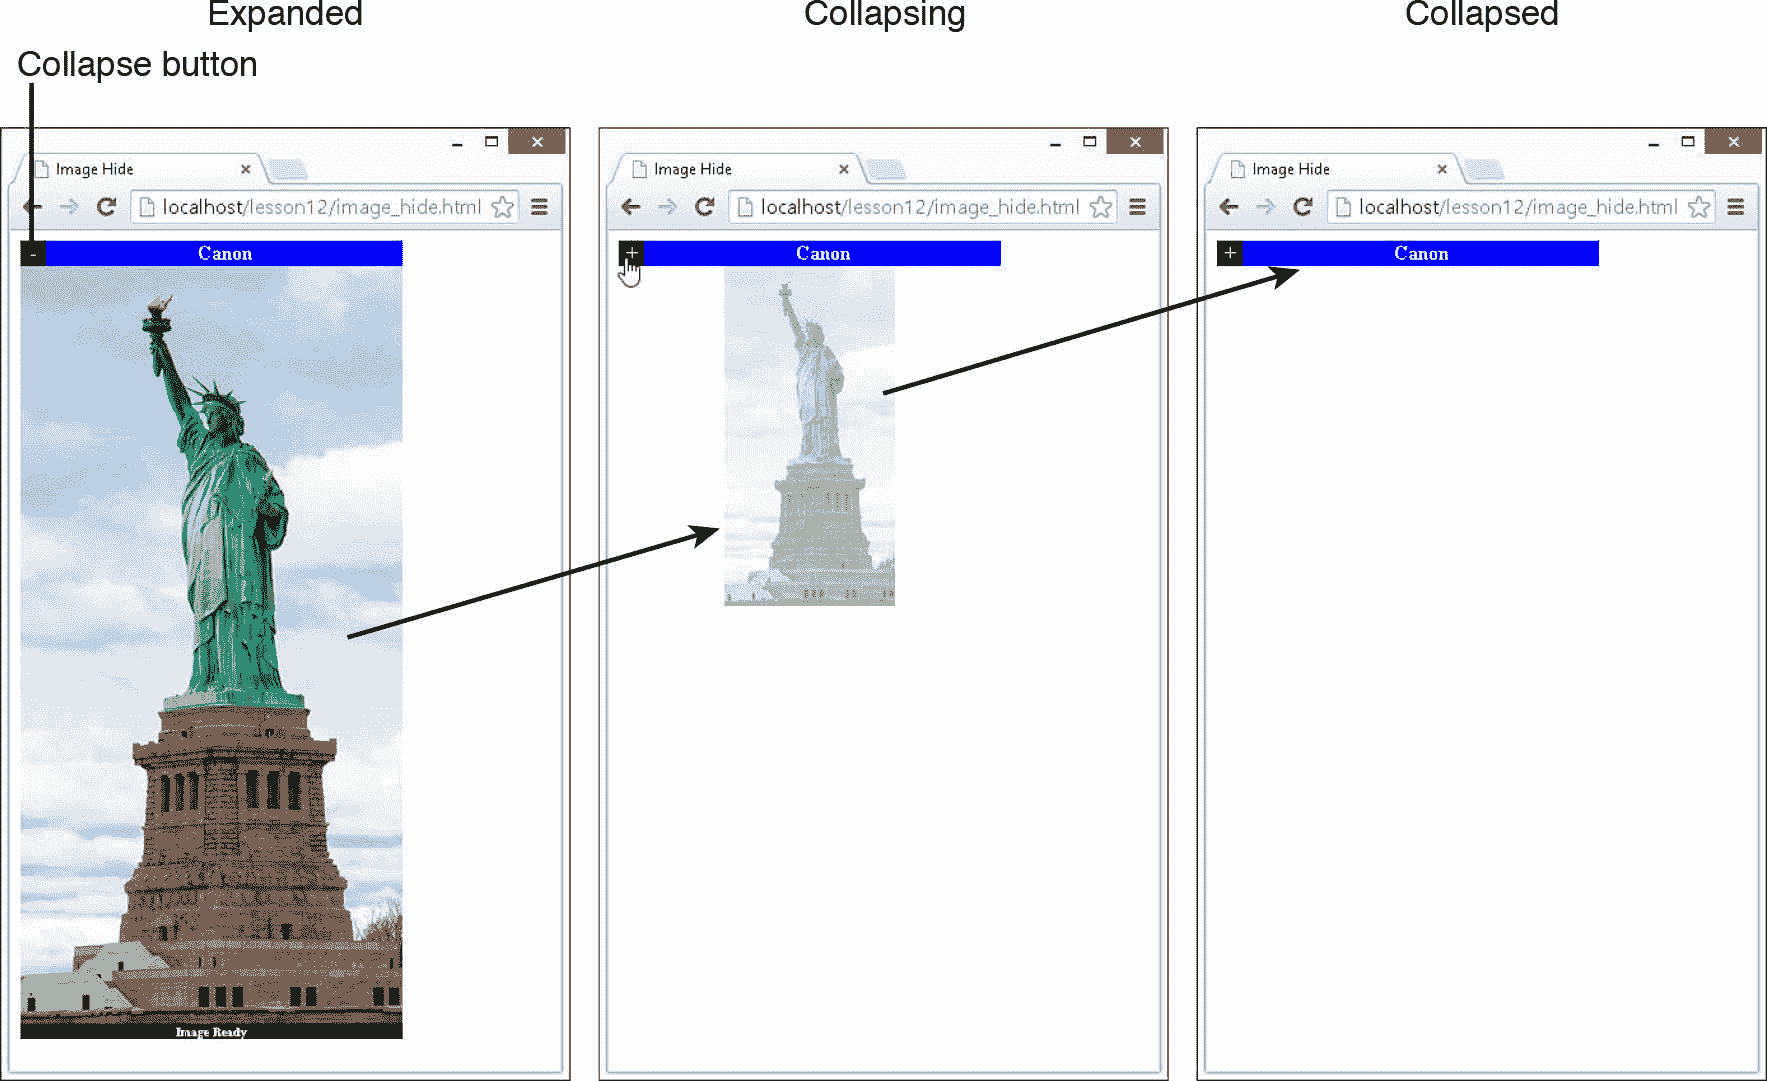 Expanded
Collapse button
Image Hide
localhost/lesson12/image_hide.html
- Canon
Image Ready
Collapsing
Image Hide
localhost/lesson12/image_hide.html
+ Canon
Collapsed
Image Hide
localhost/lesson12/image_hide.html
+ Canon